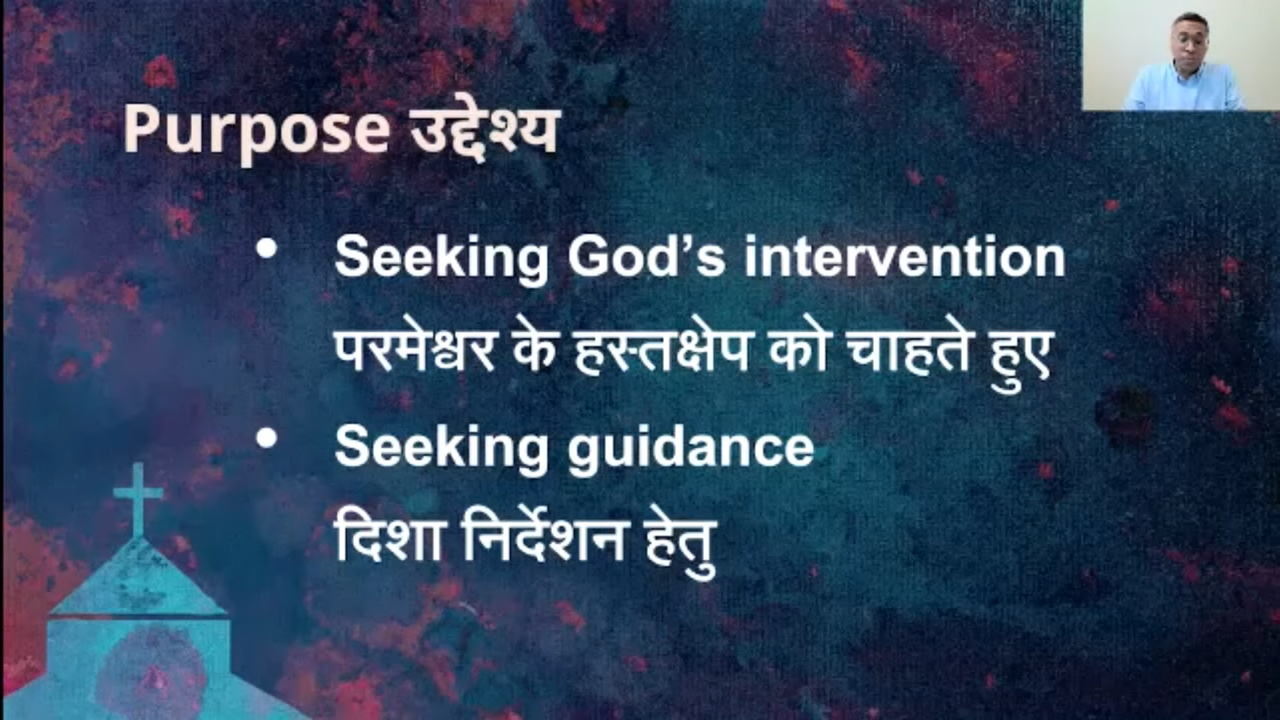 Purpose उद्देश्य
• Seeking God’s intervention
परमेश्वर के हस्तक्षेप को चाहते हुए
• Seeking guidance
दिशा निर्देशन हेतु